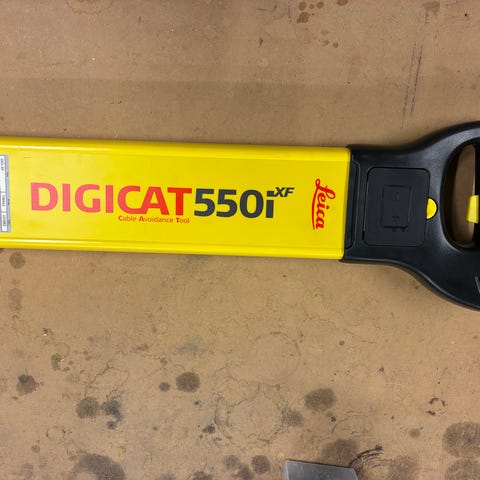 DIGICAT550i XF
Cable Avoidance Tool
Leica